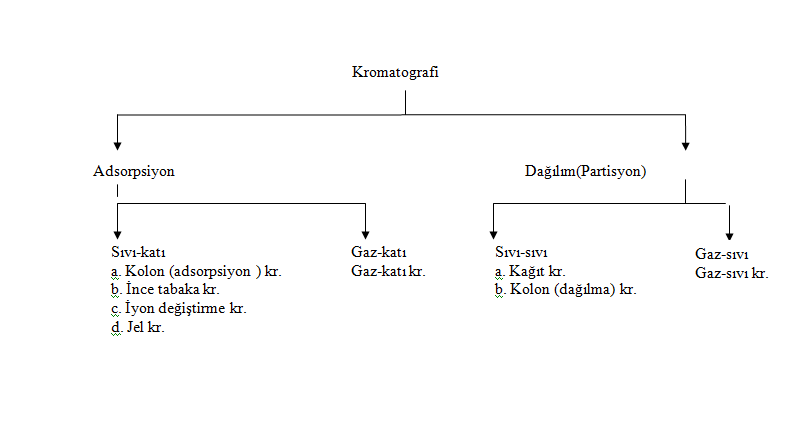 Kromatografi
Adsorpsiyon
Dağılım(Partisyon)
Sıvı-katı
a. Kolon (adsorpsiyon ) kr.
b. İnce tabaka kr.
c. İyon değiştirme kr.
d. Jel kr.
Gaz-katı
Gaz-katı kr.
Sıvı-sıvı
a. Kağıt kr.
b. Kolon (dağılma) kr.
Gaz-sıvı
Gaz-sıvı kr.